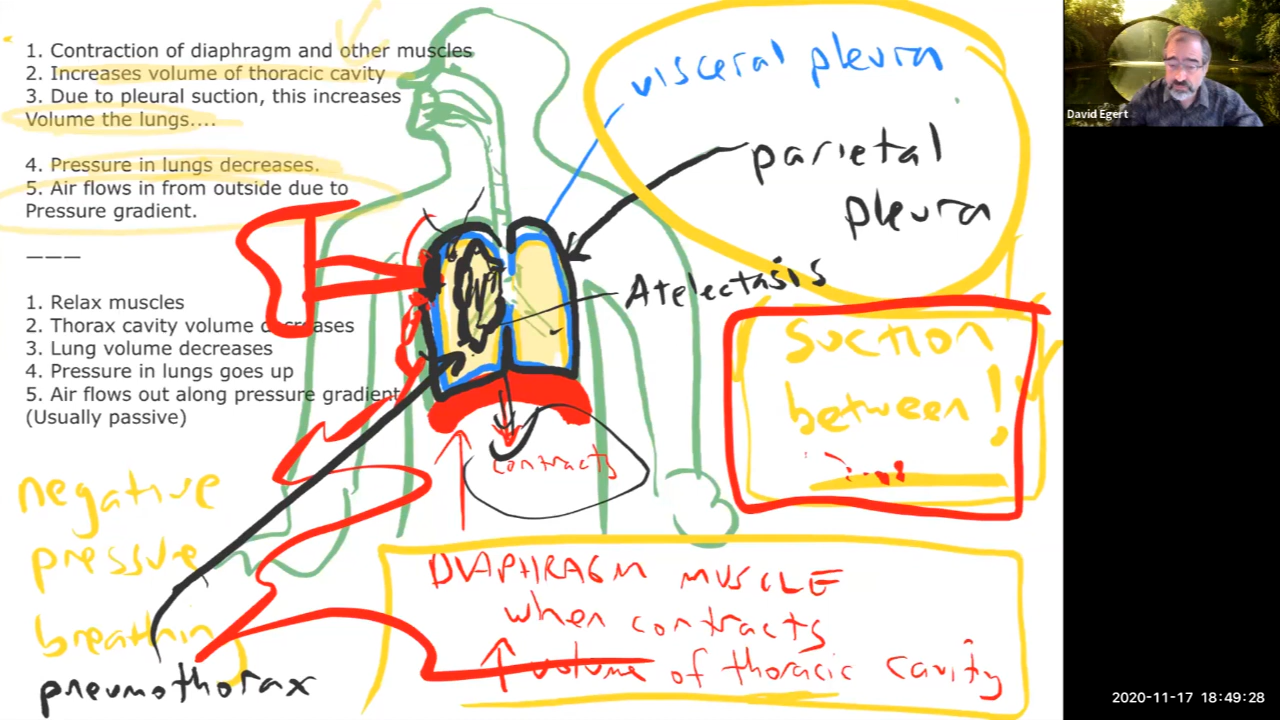 1. Contraction of diaphragm and other muscles
2. Increases volume of thoracic cavity
3. Due to pleural suction, this increases
Volume the lungs....
4. Pressure in lungs decreases.
5. Air flows in from outside due to
Pressure gradient.
———
1. Relax muscles
2. Thorax cavity volume decreases
3. Lung volume decreases
4. Pressure in lungs goes up
5. Air flows out along pressure gradient
(Usually passive)
negative
pressure
breathing
pneumothorax
visceral pleura
parietal
pleura
Atelectasis
suction
between!
contracts
DIAPHRAGM MUSCLE
when contracts
↑ volume of thoracic cavity
David Egert
2020-11-17 18:49:28